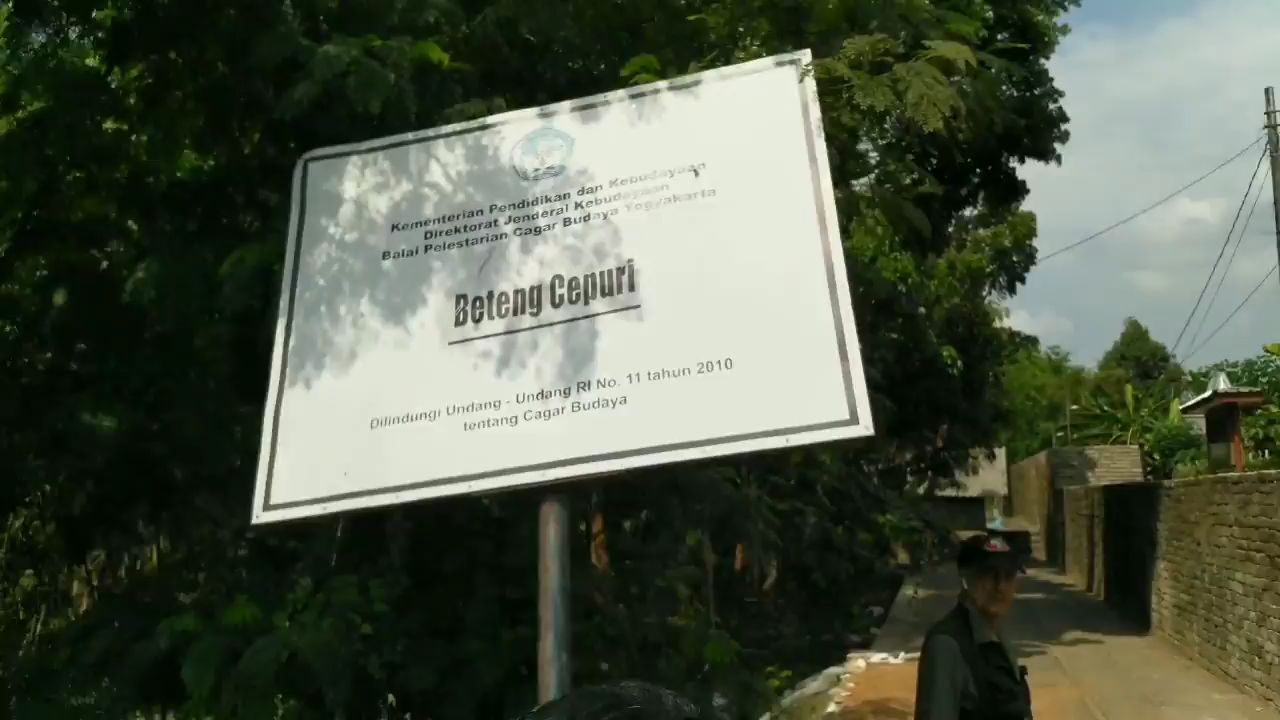 Kementerian Pendidikan dan Kebudayaan
Direktorat Jenderal Kebudayaan
Balai Pelestarian Cagar Budaya Yogyakarta
Beteng Cepuri
Dilindungi Undang - Undang RI No. 11 tahun 2010
tentang Cagar Budaya